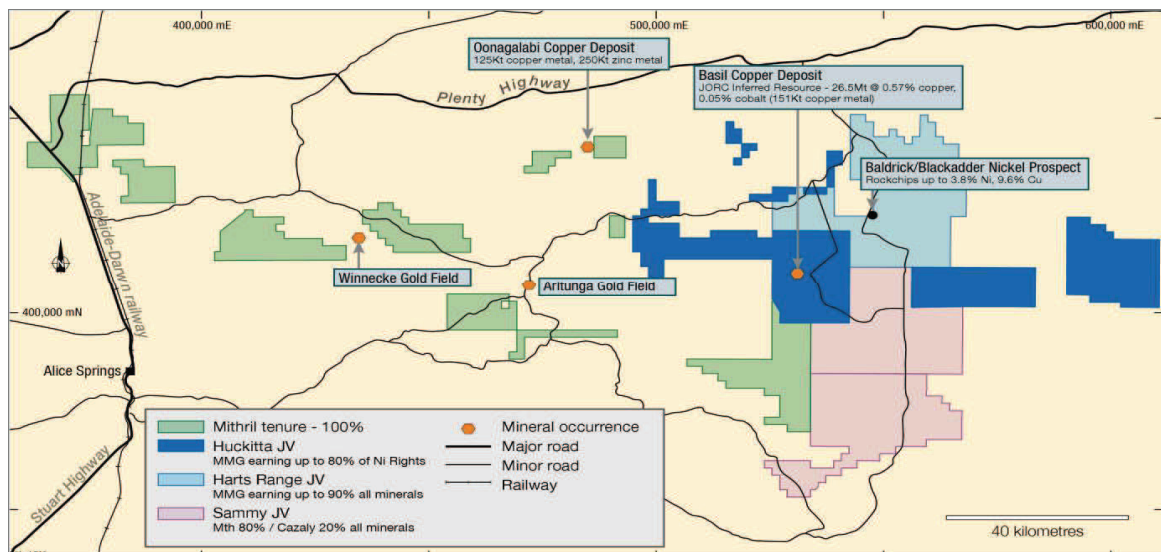 400,000 mE
500,000 mE
600,000 mE
Oonagalabi Copper Deposit
125Kt copper metal, 250Kt zinc metal
Basil Copper Deposit
JORC Inferred Resource - 26.5Mt @ 0.57% copper,
0.05% cobalt (151Kt copper metal)
Plenty Highway
Baldrick/Blackadder Nickel Prospect
Rockchips up to 3.8% Ni, 9.6% Cu
Adelaide-Darwn railway
N
Winnecke Gold Field
Aritunga Gold Field
400,000 mN
Alice Springs
Stuart Highway
Mithril tenure - 100%
Huckitta JV
MMG earning up to 80% of Ni Rights
Harts Range JV
MMG earning up to 90% all minerals
Sammy JV
Mth 80% / Cazaly 20% all minerals
Mineral occurrence
Major road
Minor road
Railway
40 kilometres